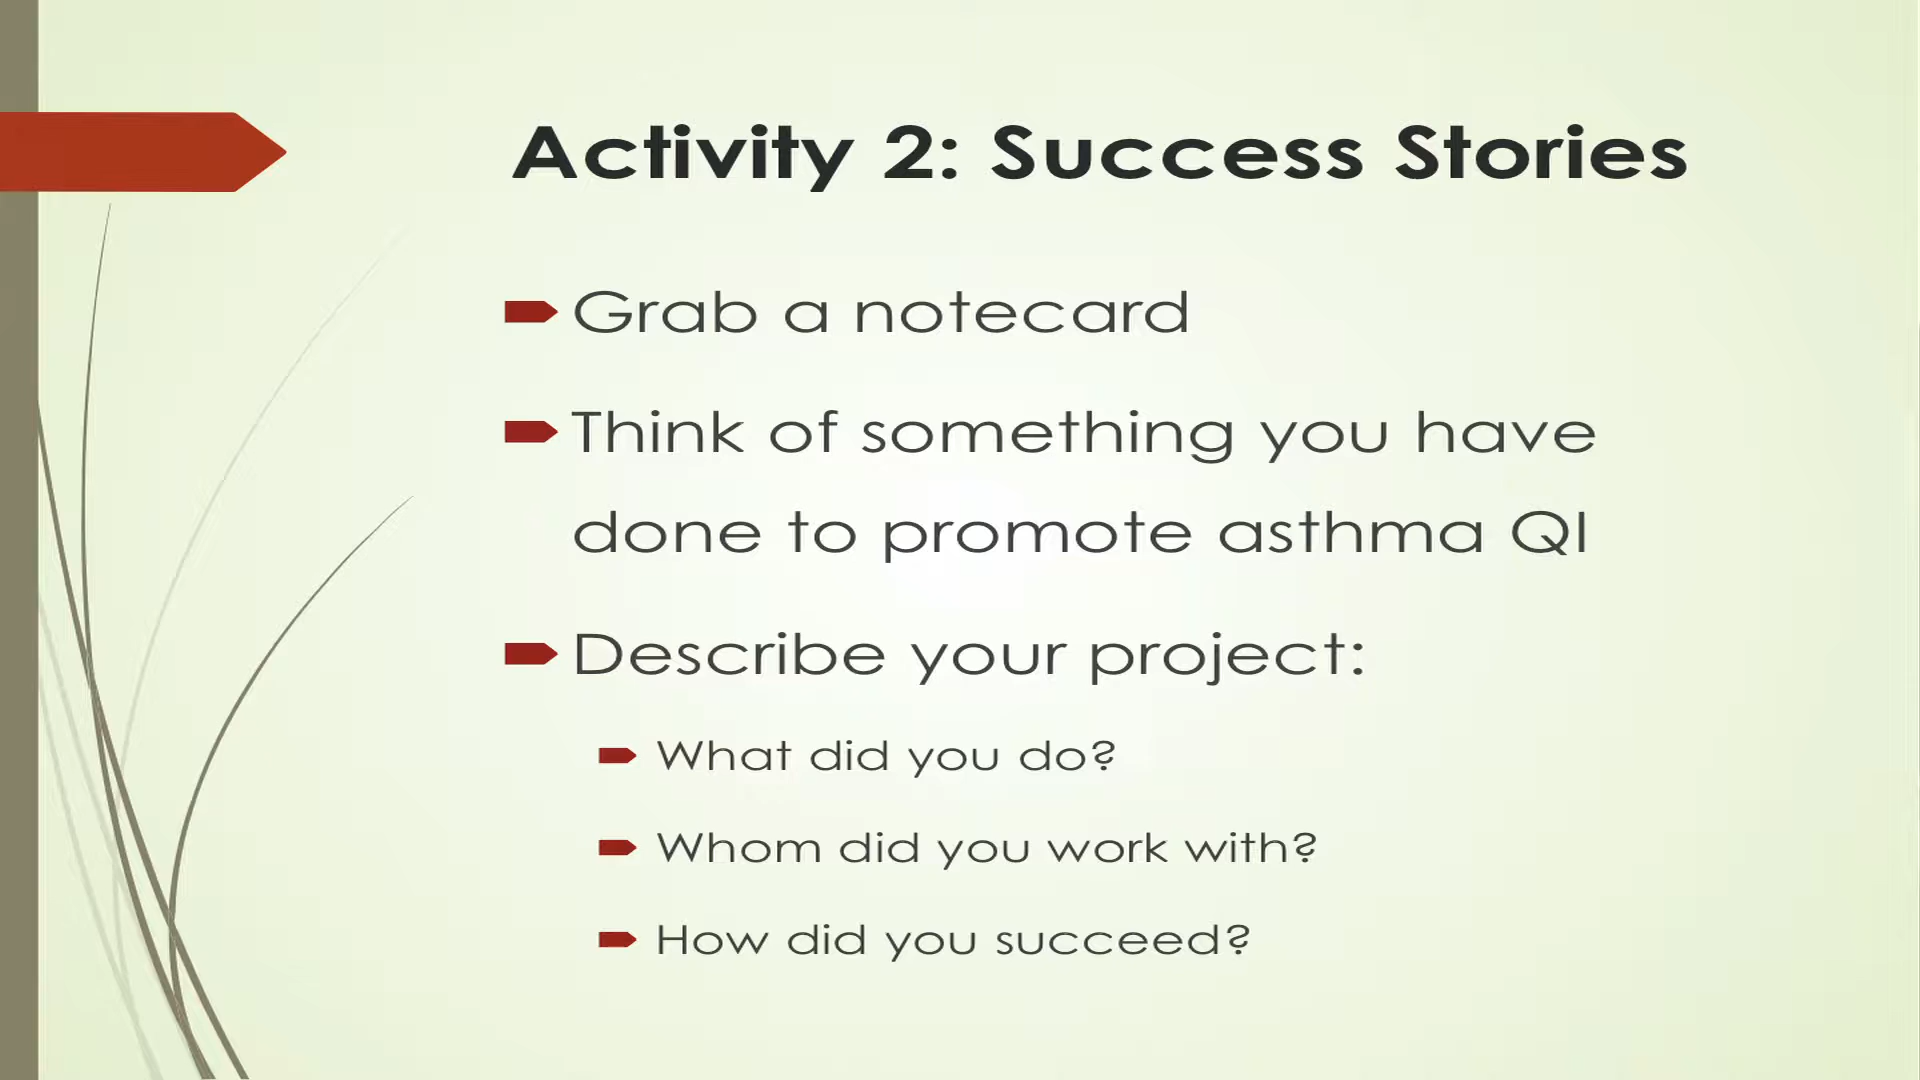 Activity 2: Success Stories
Grab a notecard
Think of something you have
done to promote asthma QI
Describe your project:
What did you do?
Whom did you work with?
How did you succeed?